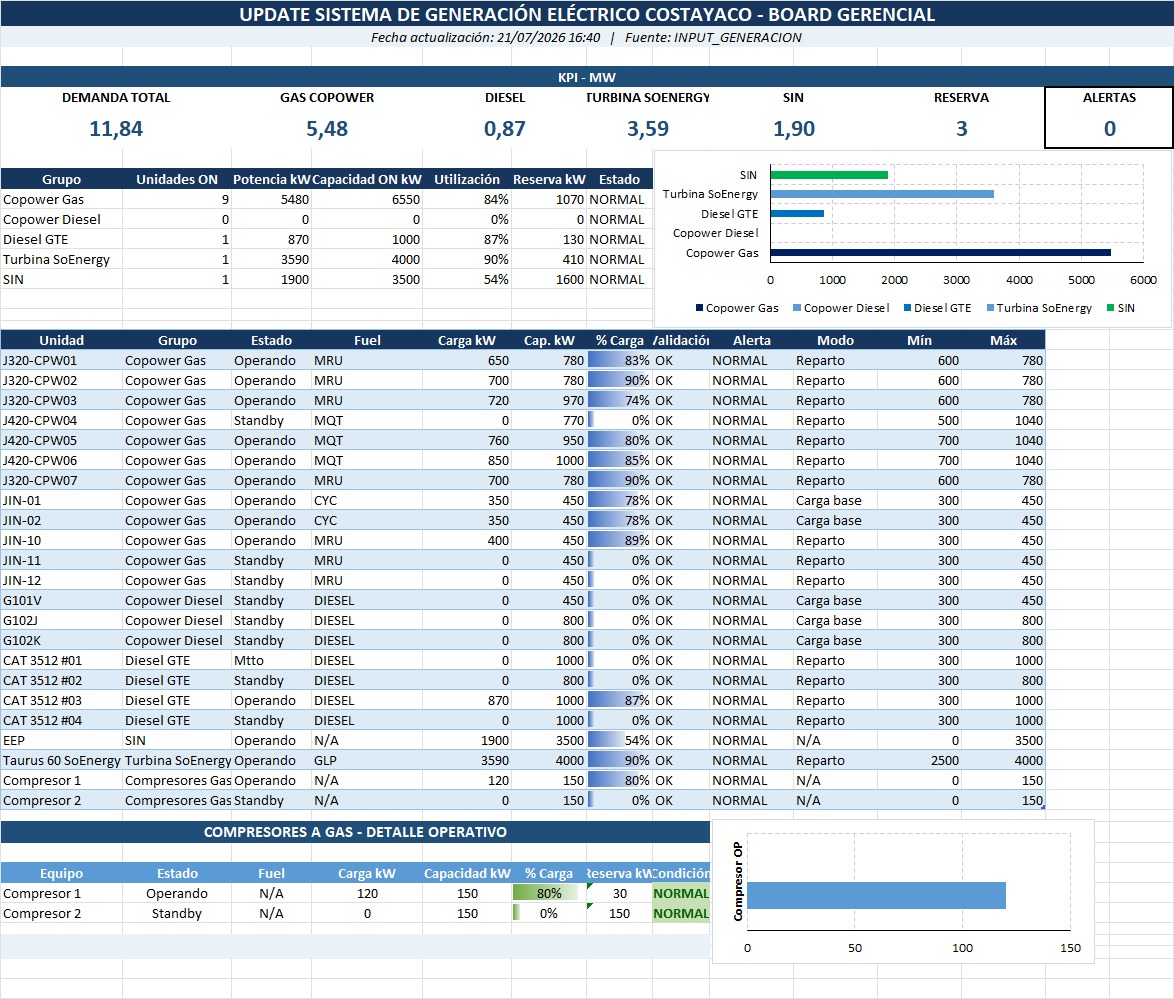 UPDATE SISTEMA DE GENERACIÓN ELÉCTRICO COSTAYACO - BOARD GERENCIAL
Fecha actualización: 21/07/2026 16:40 | Fuente: INPUT_GENERACION
KPI - MW
DEMANDA TOTAL GAS COPOWER DIESEL TURBINA SOENERGY SIN RESERVA ALERTAS
11,84 5,48 0,87 3,59 1,90 3 0
Grupo Unidades ON Potencia kW Capacidad ON kW Utilización Reserva kW Estado
Copower Gas 9 5480 6550 84% 1070 NORMAL
Copower Diesel 0 0 0 0% 0 NORMAL
Diesel GTE 1 870 1000 87% 130 NORMAL
Turbina SoEnergy 1 3590 4000 90% 410 NORMAL
SIN 1 1900 3500 54% 1600 NORMAL
SIN
Turbina SoEnergy
Diesel GTE
Copower Diesel
Copower Gas
0 1000 2000 3000 4000 5000 6000
Copower Gas Copower Diesel Diesel GTE Turbina SoEnergy SIN
Unidad Grupo Estado Fuel Carga kW Cap. kW % Carga Validación Alerta Modo Mín Máx
J320-CPW01 Copower Gas Operando MRU 650 780 83% OK NORMAL Reparto 600 780
J320-CPW02 Copower Gas Operando MRU 700 780 90% OK NORMAL Reparto 600 780
J320-CPW03 Copower Gas Operando MRU 720 970 74% OK NORMAL Reparto 600 780
J420-CPW04 Copower Gas Standby MQT 0 770 0% OK NORMAL Reparto 500 1040
J420-CPW05 Copower Gas Operando MQT 760 950 80% OK NORMAL Reparto 700 1040
J420-CPW06 Copower Gas Operando MQT 850 1000 85% OK NORMAL Reparto 700 1040
J320-CPW07 Copower Gas Operando MRU 700 780 90% OK NORMAL Reparto 600 780
JIN-01 Copower Gas Operando CYC 350 450 78% OK NORMAL Carga base 300 450
JIN-02 Copower Gas Operando CYC 350 450 78% OK NORMAL Carga base 300 450
JIN-10 Copower Gas Operando MRU 400 450 89% OK NORMAL Reparto 300 450
JIN-11 Copower Gas Standby MRU 0 450 0% OK NORMAL Reparto 300 450
JIN-12 Copower Gas Standby MRU 0 450 0% OK NORMAL Reparto 300 450
G101V Copower Diesel Standby DIESEL 0 450 0% OK NORMAL Carga base 300 450
G102J Copower Diesel Standby DIESEL 0 800 0% OK NORMAL Carga base 300 800
G102K Copower Diesel Standby DIESEL 0 800 0% OK NORMAL Carga base 300 800
CAT 3512 #01 Diesel GTE Mtto DIESEL 0 1000 0% OK NORMAL Reparto 300 1000
CAT 3512 #02 Diesel GTE Standby DIESEL 0 800 0% OK NORMAL Reparto 300 800
CAT 3512 #03 Diesel GTE Operando DIESEL 870 1000 87% OK NORMAL Reparto 300 1000
CAT 3512 #04 Diesel GTE Standby DIESEL 0 1000 0% OK NORMAL Reparto 300 1000
EEP SIN Operando N/A 1900 3500 54% OK NORMAL N/A 0 3500
Taurus 60 SoEnergy Turbina SoEnergy Operando GLP 3590 4000 90% OK NORMAL Reparto 2500 4000
Compresor 1 Compresores Gas Operando N/A 120 150 80% OK NORMAL N/A 0 150
Compresor 2 Compresores Gas Standby N/A 0 150 0% OK NORMAL N/A 0 150
COMPRESORES A GAS - DETALLE OPERATIVO
Equipo Estado Fuel Carga kW Capacidad kW % Carga Reserva kW Condición
Compresor 1 Operando N/A 120 150 80% 30 NORMAL
Compresor 2 Standby N/A 0 150 0% 150 NORMAL
Compresor OP
0 50 100 150